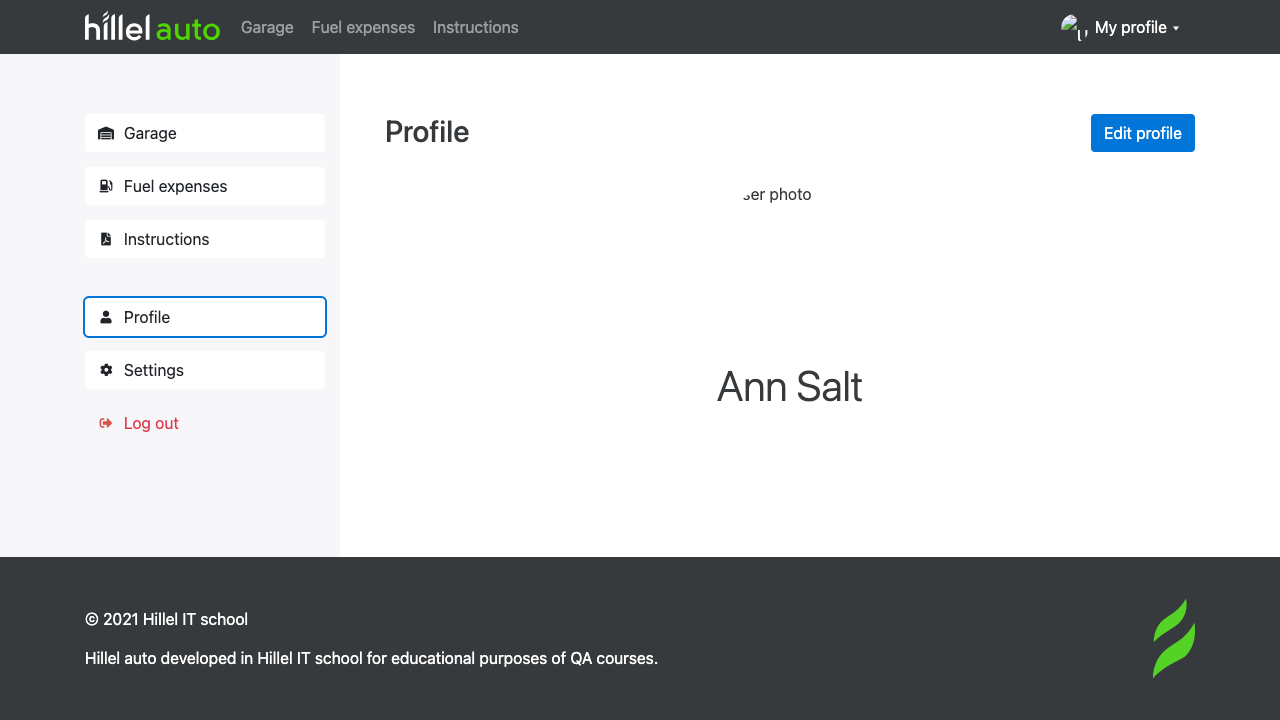 hillel auto
Garage
Fuel expenses
Instructions
My profile
Garage
Fuel expenses
Instructions
Profile
Settings
Log out
Profile
Edit profile
photo
Ann Salt
© 2021 Hillel IT school
Hillel auto developed in Hillel IT school for educational purposes of QA courses.